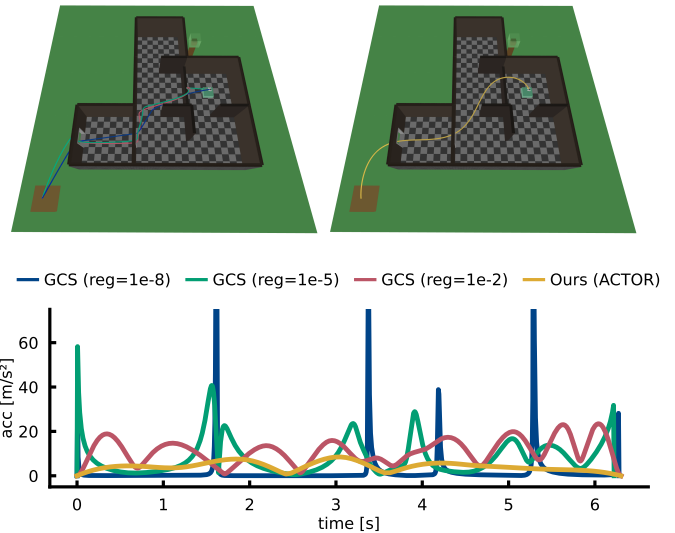 GCS (reg=1e-8) GCS (reg=1e-5) GCS (reg=1e-2) Ours (ACTOR)
acc [m/s²]
60
40
20
0
0 1 2 3 4 5 6
time [s]